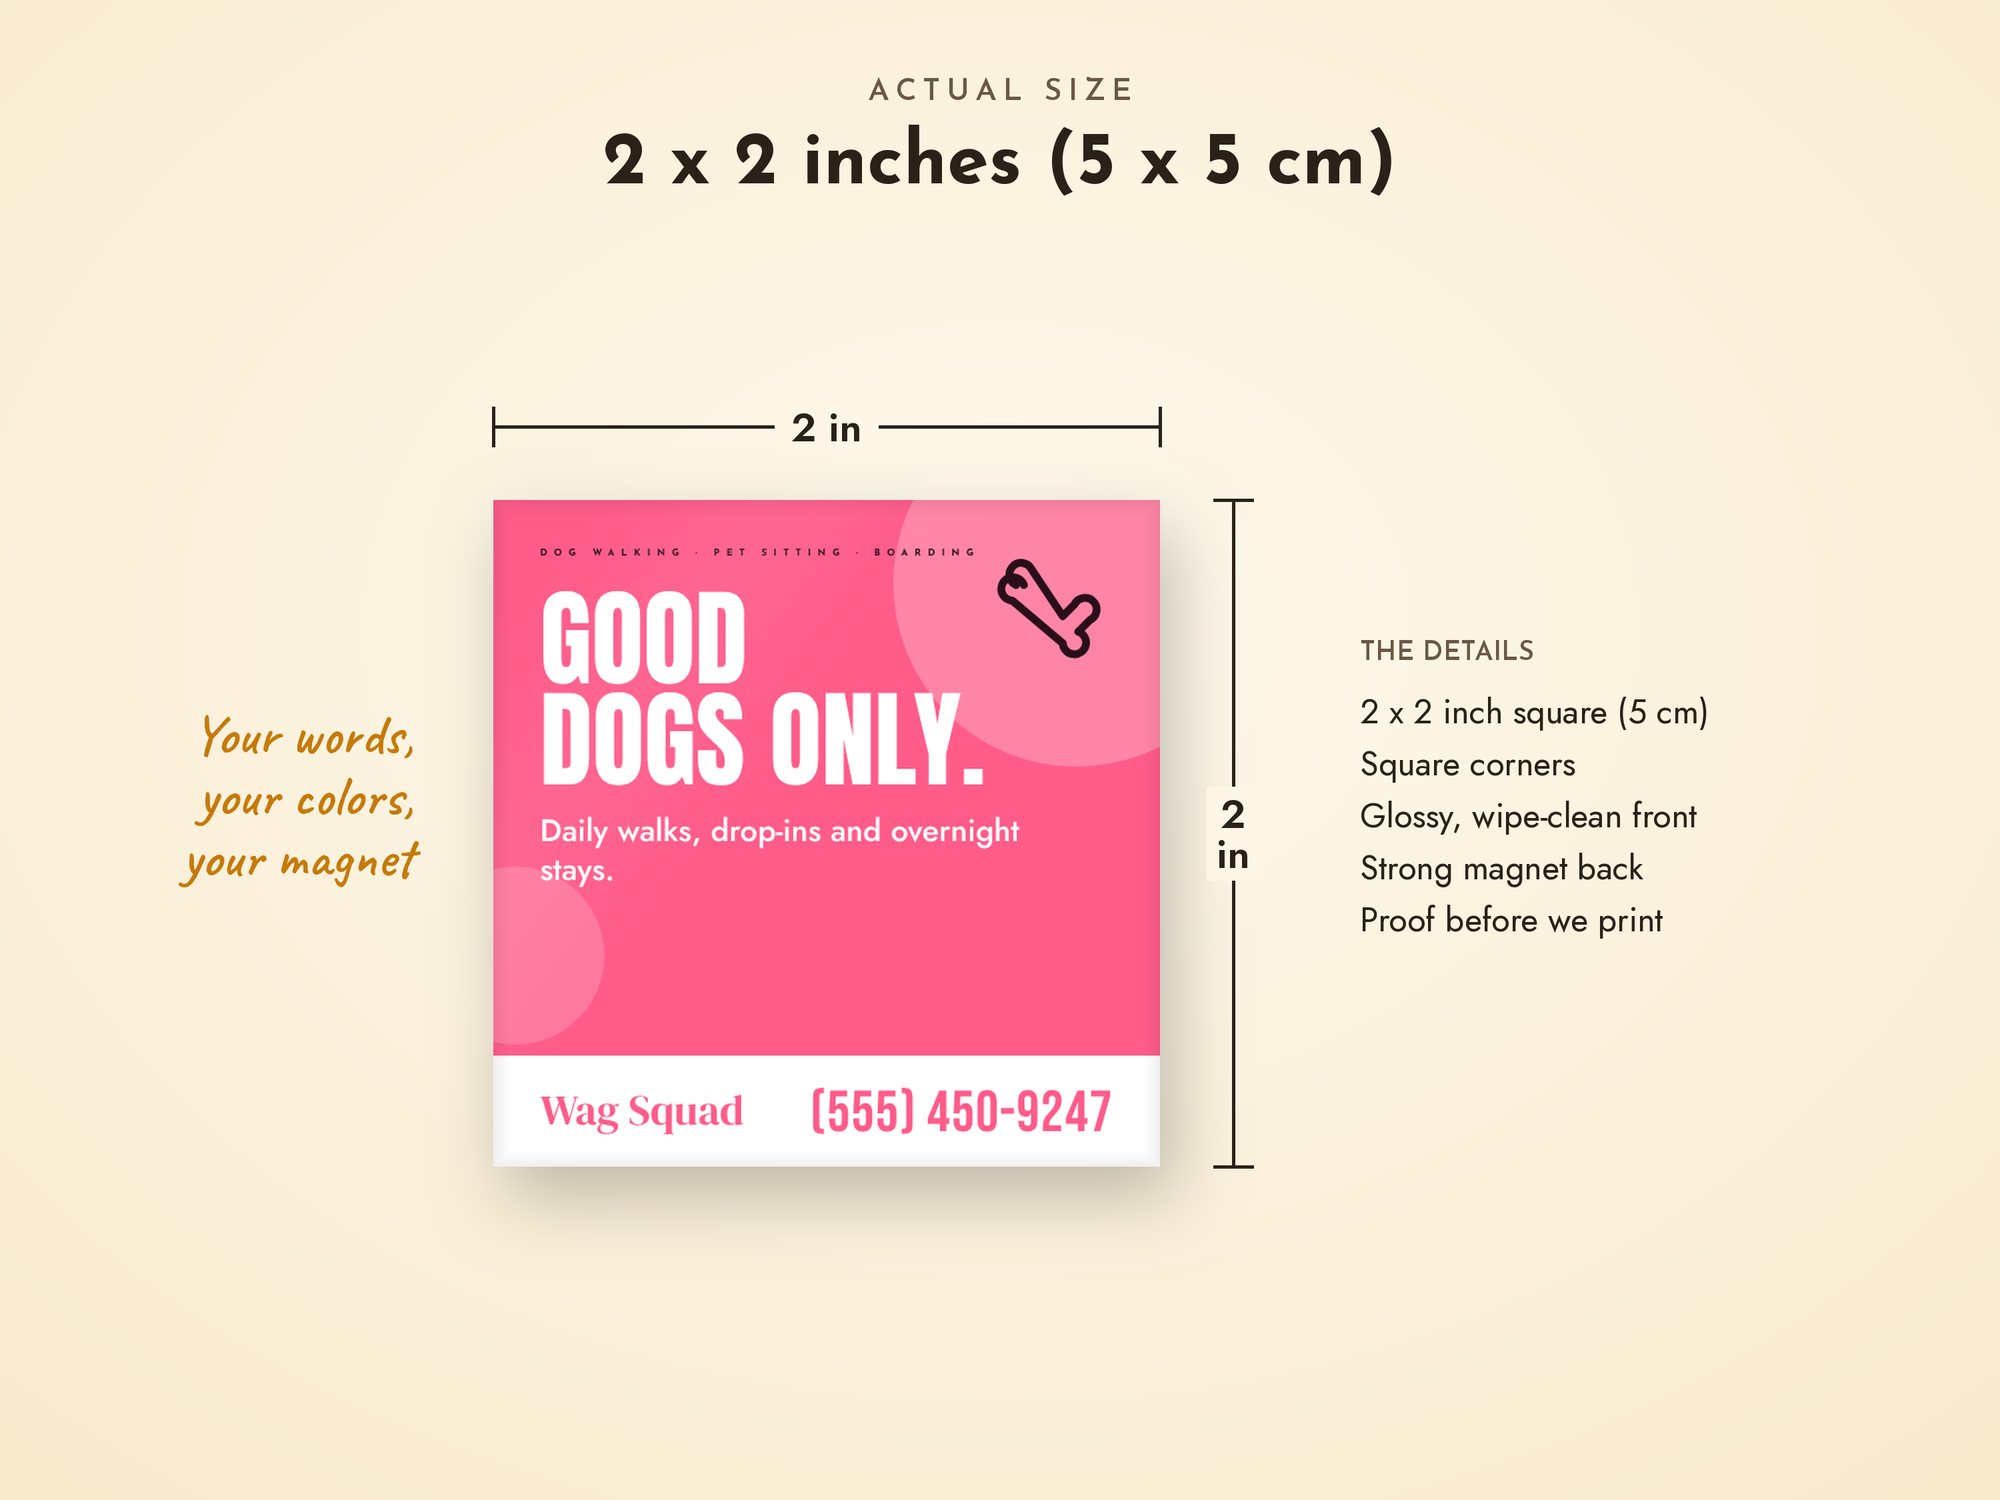 ACTUAL SIZE
2 x 2 inches (5 x 5 cm)
2 in
DOG WALKING · PET SITTING · BOARDING
GOOD
DOGS ONLY.
Daily walks, drop-ins and overnight
stays.
Wag Squad
(555) 450-9247
2
in
Your words,
your colors,
your magnet
THE DETAILS
2 x 2 inch square (5 cm)
Square corners
Glossy, wipe-clean front
Strong magnet back
Proof before we print